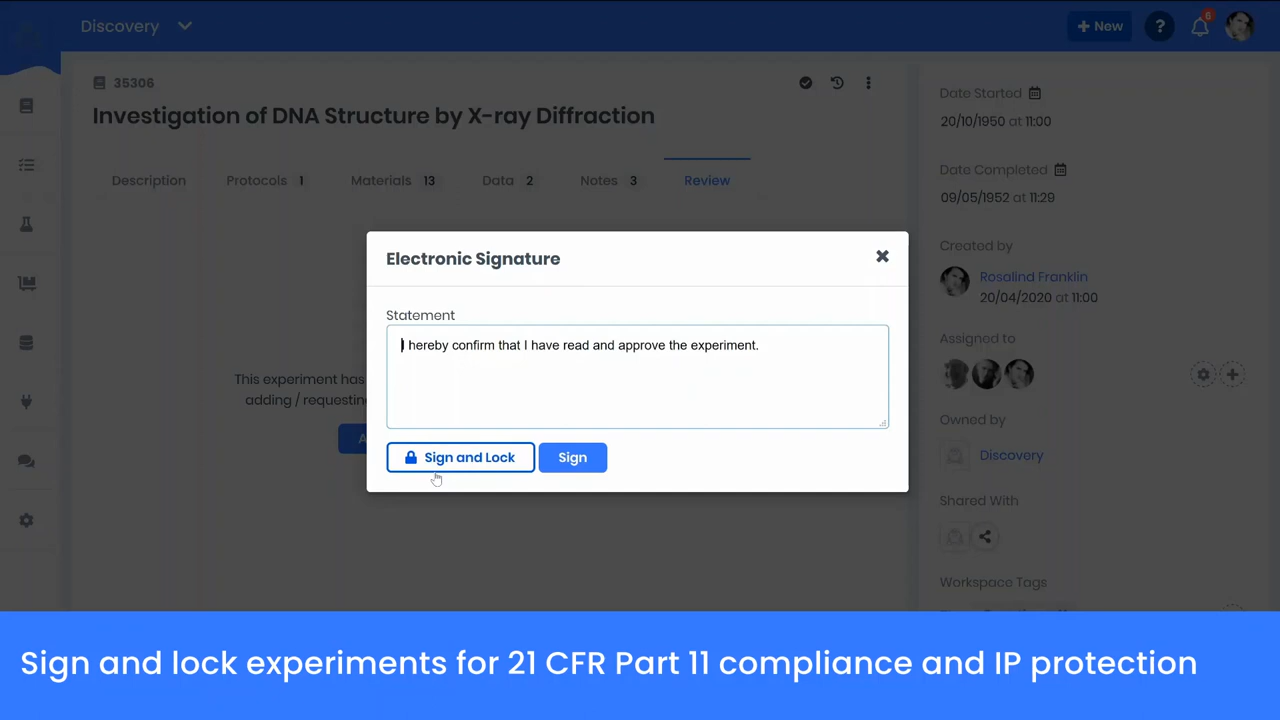 Discovery
New
?
6
35306
Investigation of DNA Structure by X-ray Diffraction
Description
Protocols 1
Materials 13
Data 2
Notes 3
Review
This experiment has
adding / requesting
A
Electronic Signature
Statement
I hereby confirm that I have read and approve the experiment.
Sign and Lock
Sign
Date Started
20/10/1950 at 11:00
Date Completed
09/05/1952 at 11:29
Created by
Rosalind Franklin
20/04/2020 at 11:00
Assigned to
Owned by
Discovery
Shared With
Workspace Tags
Sign and lock experiments for 21 CFR Part 11 compliance and IP protection